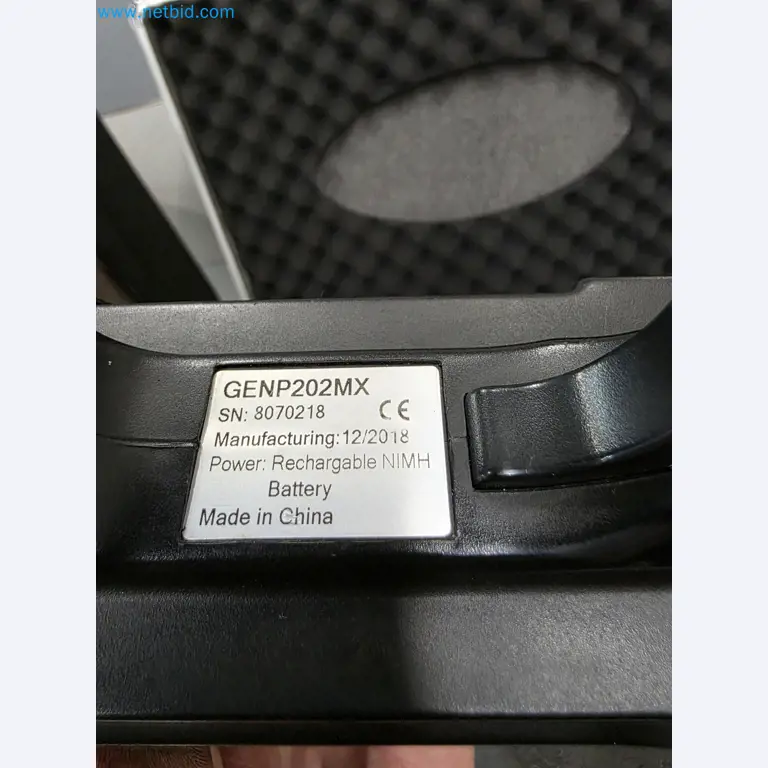 www.netbid.com
GENP202MX
SN: 8070218 CE
Manufacturing:12/2018
Power: Rechargable NIMH
Battery
Made in China